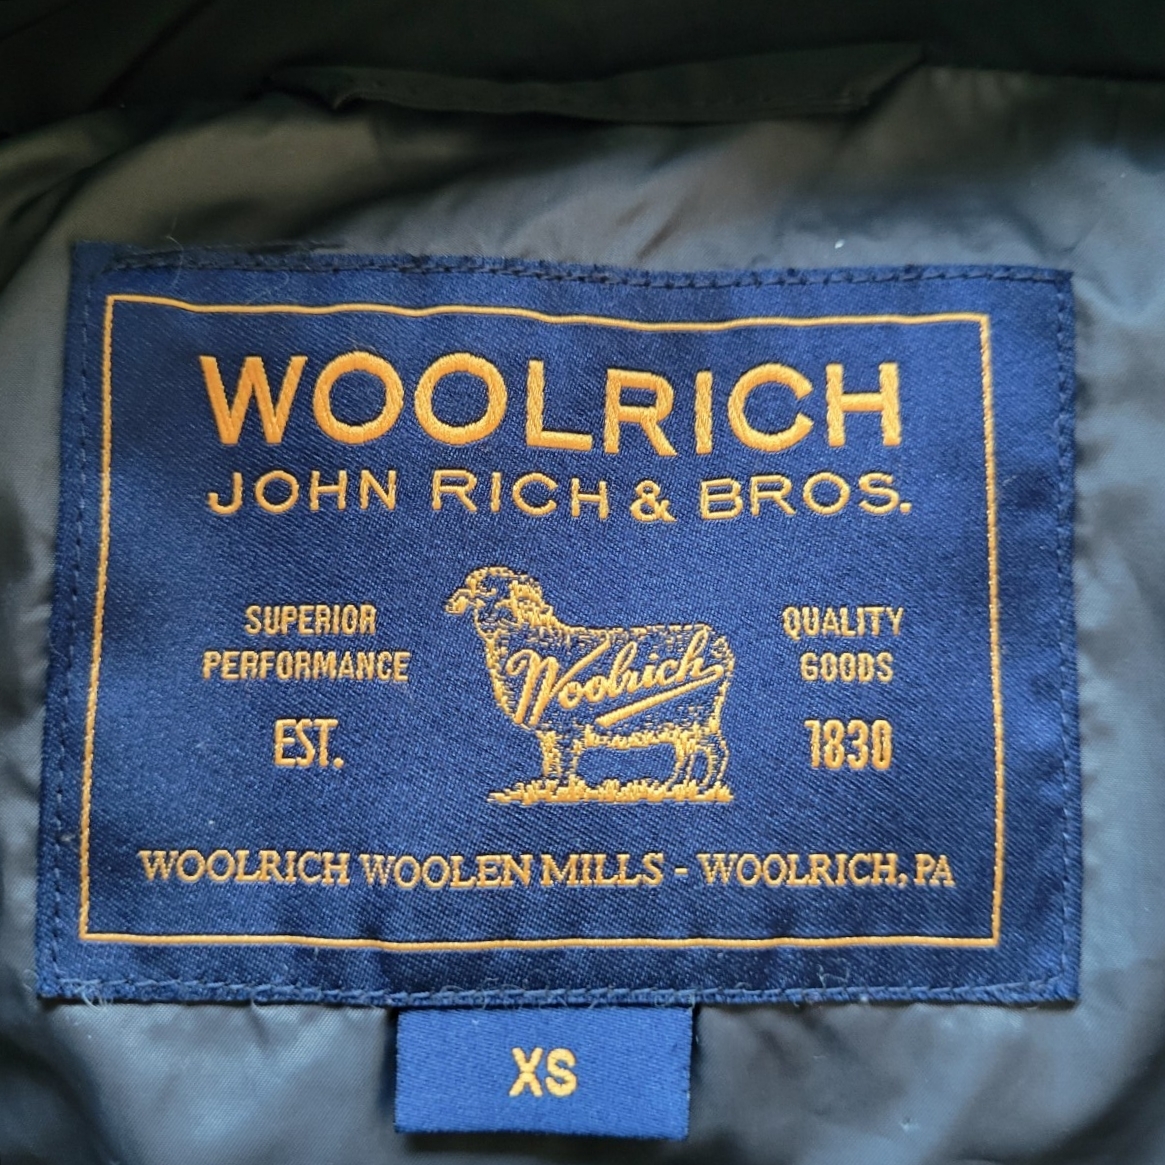 WOOLRICH
JOHN RICH & BROS.
SUPERIOR
PERFORMANCE
EST.
Woolrich
QUALITY
GOODS
1830
WOOLRICH WOOLEN MILLS - WOOLRICH, PA
XS